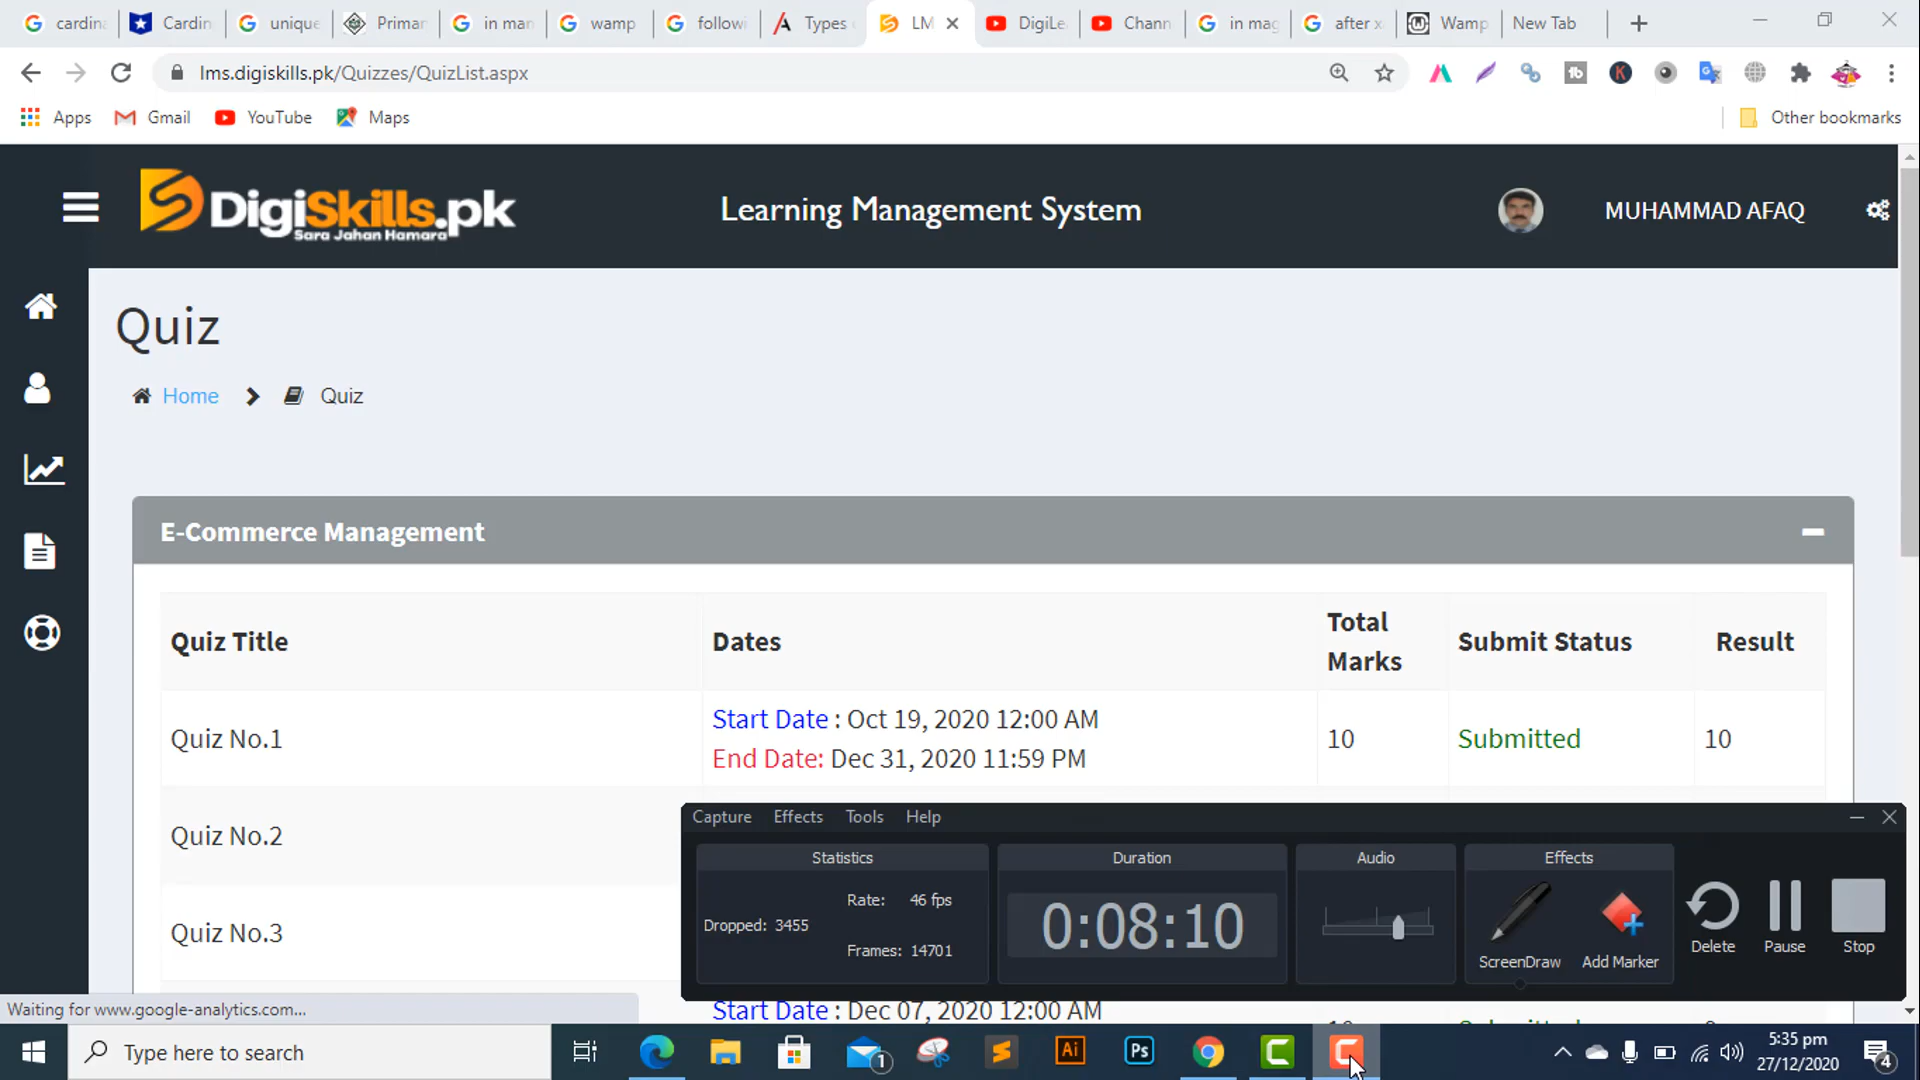 cardina
Cardin
unique
Primar
in man
wamp
followi
Types
LM
DigiLe
Chann
in mag
after x
Wamp
New Tab
lms.digiskills.pk/Quizzes/QuizList.aspx
Apps
Gmail
YouTube
Maps
Other bookmarks
DigiSkills.pk
Sara Jahan Hamara
Learning Management System
MUHAMMAD AFAQ
Quiz
Home
Quiz
E-Commerce Management
Quiz Title
Dates
Total
Marks
Submit Status
Result
Quiz No.1
Start Date : Oct 19, 2020 12:00 AM
End Date: Dec 31, 2020 11:59 PM
10
Submitted
10
Quiz No.2
Quiz No.3
Capture Effects Tools Help
Statistics
Duration
Audio
Effects
Rate: 46 fps
Dropped: 3455
Frames: 14701
0:08:10
ScreenDraw
Add Marker
Delete
Pause
Stop
Waiting for www.google-analytics.com...
Start Date : Dec 07, 2020 12:00 AM
Type here to search
1
Ai
Ps
5:35 pm
27/12/2020
4